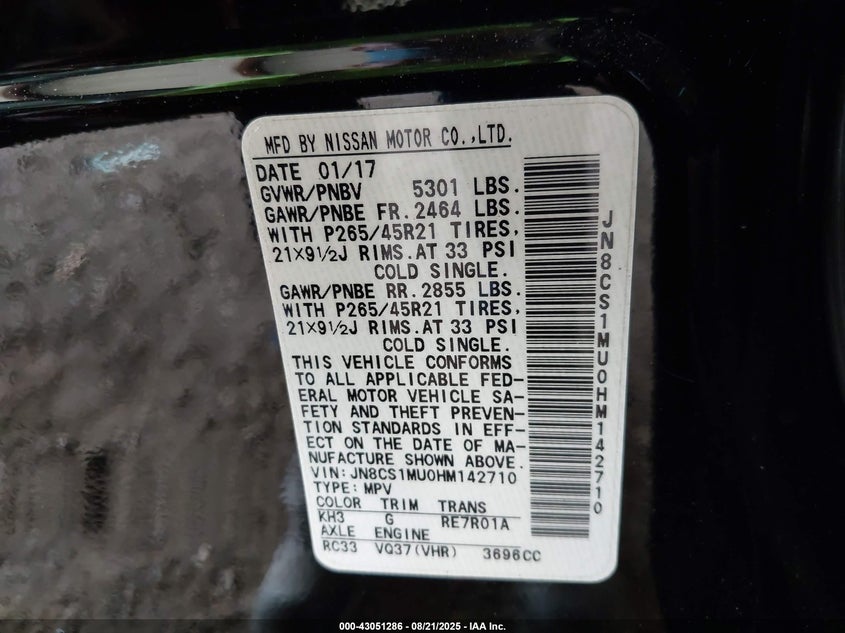 MFD BY NISSAN MOTOR CO.,LTD.
DATE 01/17
GVWR/PNBV 5301 LBS.
GAWR/PNBE FR.2464 LBS.
WITH P265/45R21 TIRES,
21×9½J RIMS.AT 33 PSI
COLD SINGLE.
GAWR/PNBE RR.2855 LBS.
WITH P265/45R21 TIRES,
21×9½J RIMS.AT 33 PSI
COLD SINGLE.
THIS VEHICLE CONFORMS
TO ALL APPLICABLE FED-
ERAL MOTOR VEHICLE SA-
FETY AND THEFT PREVEN-
TION STANDARDS IN EFF-
ECT ON THE DATE OF MA-
NUFACTURE SHOWN ABOVE.
VIN:JN8CS1MU0HM142710
TYPE:MPV
COLOR TRIM TRANS
KH3 G RE7R01A
AXLE ENGINE
RC33 VQ37(VHR) 3696CC
JN8CS1MU0HM142710
000-43051286 - 08/21/2025 - IAA Inc.